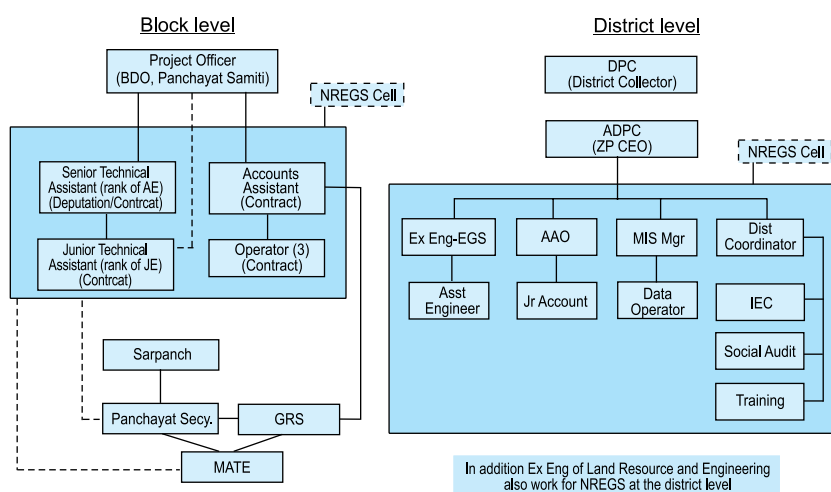 Block level
Project Officer
(BDO, Panchayat Samiti)
NREGS Cell
Senior Technical
Assistant (rank of AE)
(Deputation/Contrcat)
Accounts
Assistant
(Contract)
Junior Technical
Assistant (rank of JE)
(Contrcat)
Operator (3)
(Contract)
Sarpanch
Panchayat Secy.
GRS
MATE
District level
DPC
(District Collector)
ADPC
(ZP CEO)
NREGS Cell
Ex Eng-EGS
AAO
MIS Mgr
Dist
Coordinator
Asst
Engineer
Jr Account
Data
Operator
IEC
Social Audit
Training
In addition Ex Eng of Land Resource and Engineering
also work for NREGS at the district level